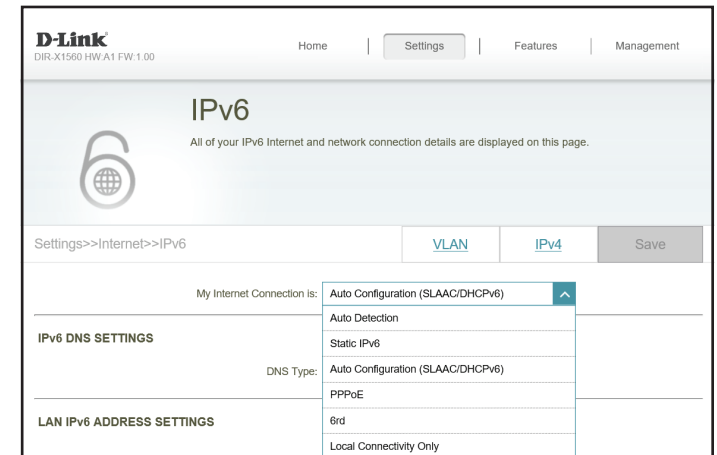 D-Link
DIR-X1560 HW:A1 FW:1.00
Home
Settings
Features
Management
IPv6
All of your IPv6 Internet and network connection details are displayed on this page.
Settings>>Internet>>IPv6
VLAN
IPv4
Save
My Internet Connection is:
Auto Configuration (SLAAC/DHCPv6)
Auto Detection
IPv6 DNS SETTINGS
Static IPv6
DNS Type:
Auto Configuration (SLAAC/DHCPv6)
PPPoE
LAN IPv6 ADDRESS SETTINGS
6rd
Local Connectivity Only